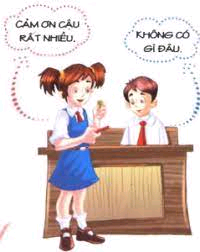 CẢM ƠN CẬU
RẤT NHIỀU.
KHÔNG CÓ
GÌ ĐÂU.